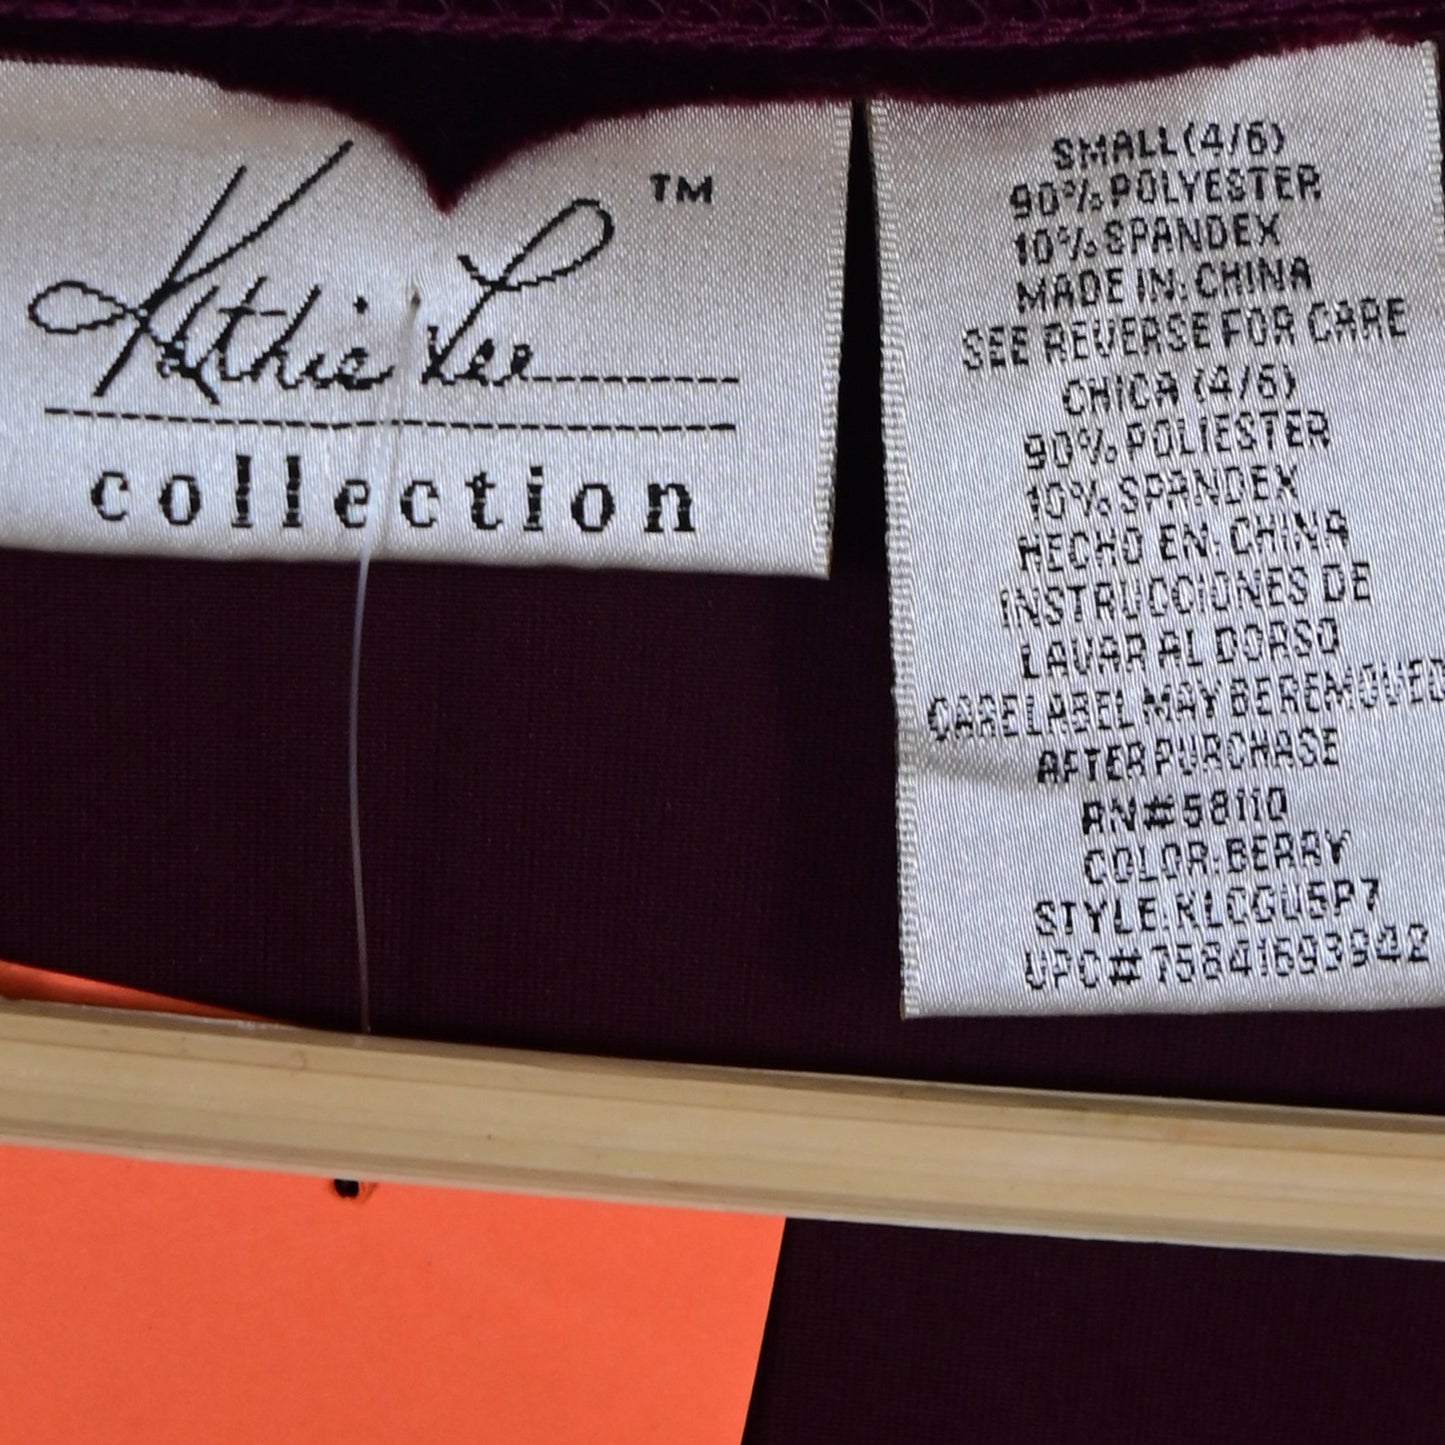 Kathie Lee ™
collection
SMALL (4/6)
90% POLYESTER
10% SPANDEX
MADE IN: CHINA
SEE REVERSE FOR CARE
CHICA (4/6)
90% POLIESTER
10% SPANDEX
HECHO EN: CHINA
INSTRUCCIONES DE
LAVAR AL DORSO
CARE LABEL MAY BE REMOVED
AFTER PURCHASE
RN#58110
COLOR: BERRY
STYLE: KLCGU5P7
UPC#75841693942